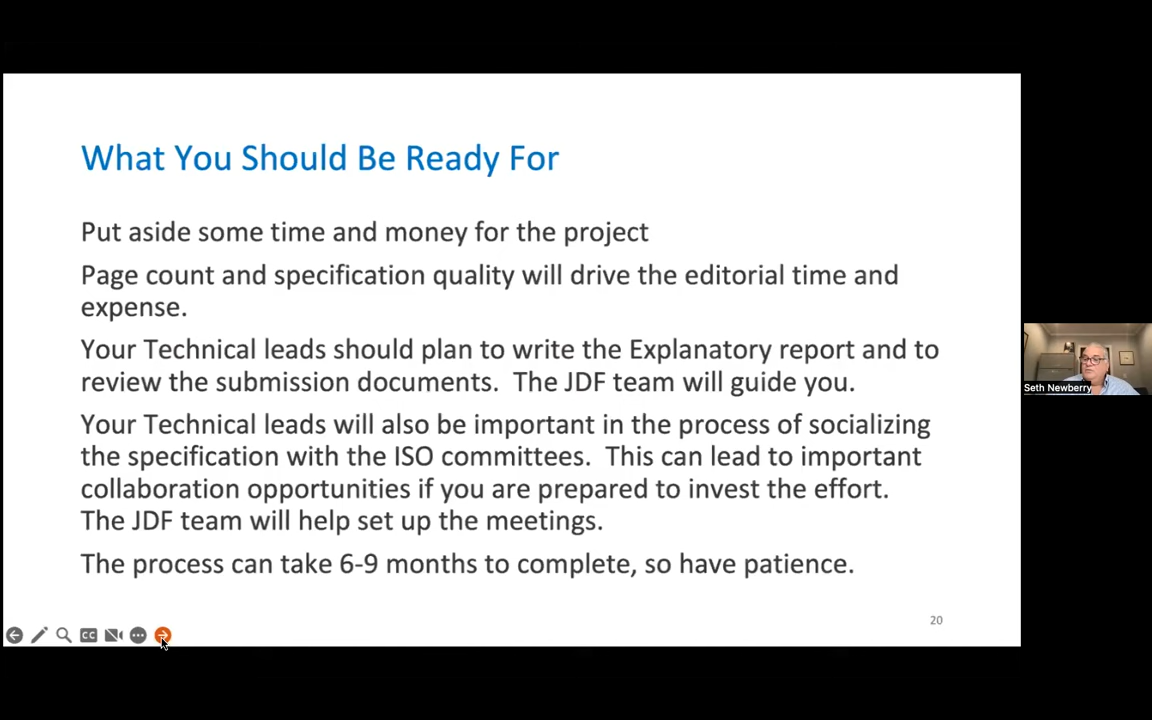 What You Should Be Ready For
Put aside some time and money for the project
Page count and specification quality will drive the editorial time and
expense.
Your Technical leads should plan to write the Explanatory report and to
review the submission documents.  The JDF team will guide you.
Your Technical leads will also be important in the process of socializing
the specification with the ISO committees.  This can lead to important
collaboration opportunities if you are prepared to invest the effort.
The JDF team will help set up the meetings.
The process can take 6-9 months to complete, so have patience.
20
CC
Seth Newberry